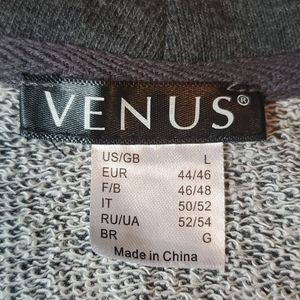 VENUS®
US/GB L
EUR 44/46
F/B 46/48
IT 50/52
RU/UA 52/54
BR G
Made in China